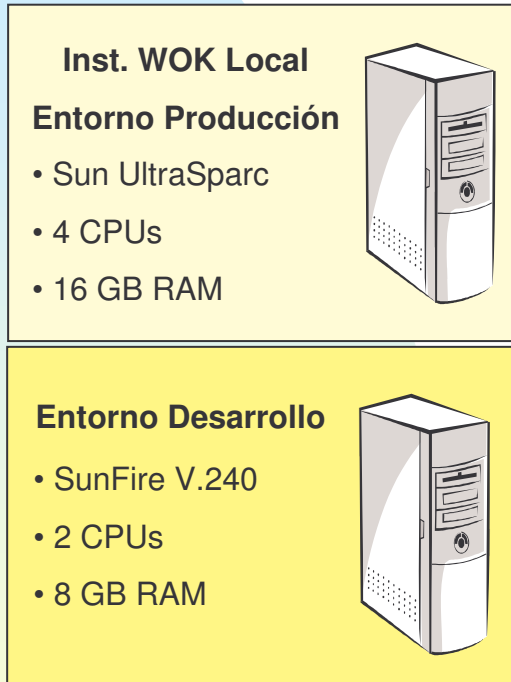 Inst. WOK Local
Entorno Producción
• Sun UltraSparc
• 4 CPUs
• 16 GB RAM
Entorno Desarrollo
• SunFire V.240
• 2 CPUs
• 8 GB RAM